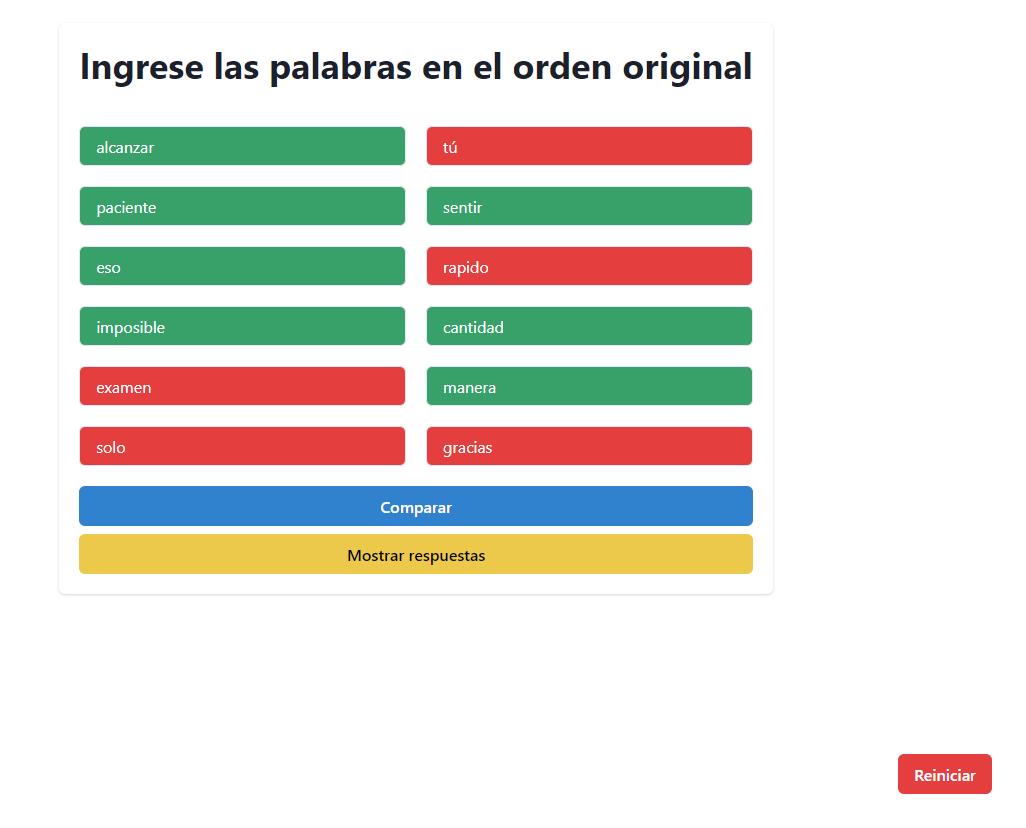 Ingrese las palabras en el orden original
alcanzar tú
paciente sentir
eso rapido
imposible cantidad
examen manera
solo gracias
Comparar
Mostrar respuestas
Reiniciar